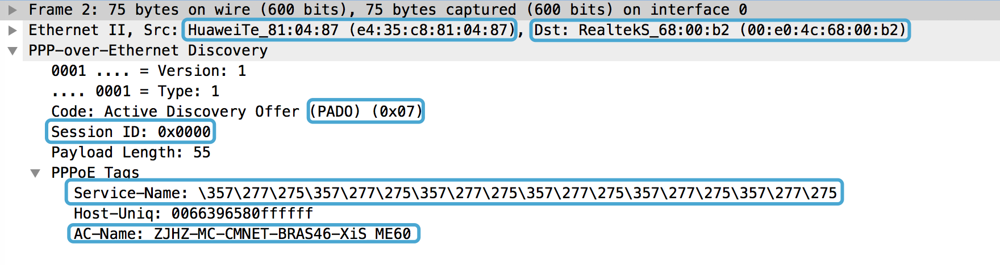 Frame 2: 75 bytes on wire (600 bits), 75 bytes captured (600 bits) on interface 0
Ethernet II, Src: HuaweiTe_81:04:87 (e4:35:c8:81:04:87), Dst: RealtekS_68:00:b2 (00:e0:4c:68:00:b2)
PPP-over-Ethernet Discovery
0001 .... = Version: 1
.... 0001 = Type: 1
Code: Active Discovery Offer (PADO) (0x07)
Session ID: 0x0000
Payload Length: 55
PPPoE Tags
Service-Name: \357\277\275\357\277\275\357\277\275\357\277\275\357\277\275\357\277\275
Host-Uniq: 0066396580ffffff
AC-Name: ZJHZ-MC-CMNET-BRAS46-XiS_ME60